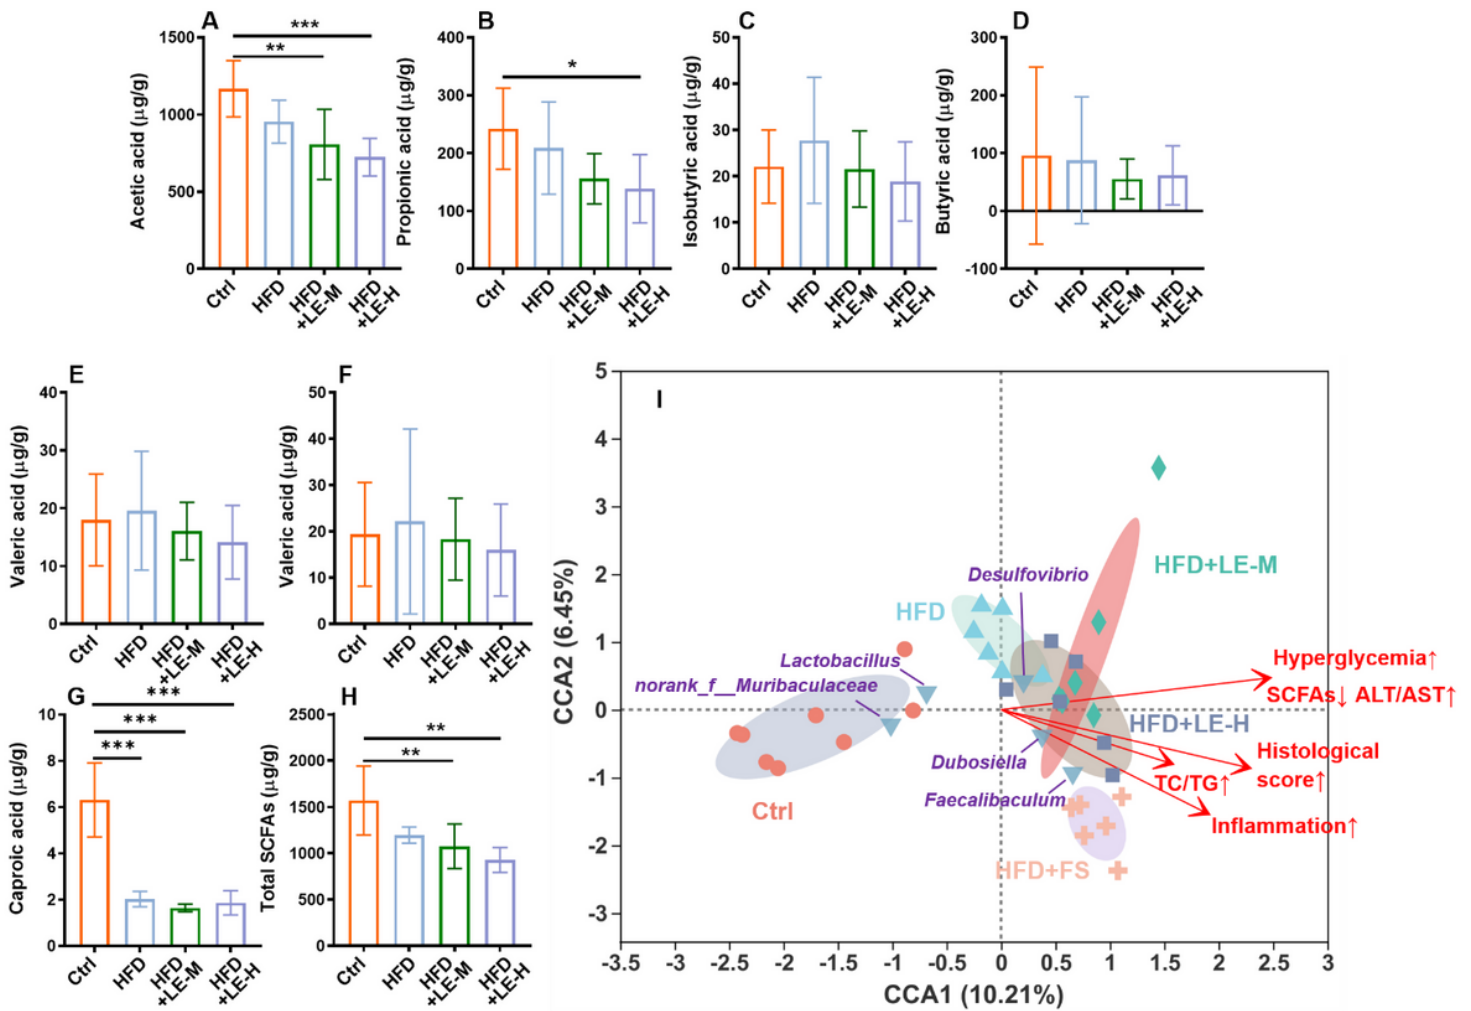 A
Acetic acid (µg/g)
1500
1000
500
0
***
**
Ctrl
HFD
HFD
+LE-M
HFD
+LE-H
B
Propionic acid (µg/g)
400
300
200
100
0
*
Ctrl
HFD
HFD
+LE-M
HFD
+LE-H
C
Isobutyric acid (µg/g)
50
40
30
20
10
0
Ctrl
HFD
HFD
+LE-M
HFD
+LE-H
D
Butyric acid (µg/g)
300
200
100
0
-100
Ctrl
HFD
HFD
+LE-M
HFD
+LE-H
E
Valeric acid (µg/g)
40
30
20
10
0
Ctrl
HFD
HFD
+LE-M
HFD
+LE-H
F
Valeric acid (µg/g)
50
40
30
20
10
0
Ctrl
HFD
HFD
+LE-M
HFD
+LE-H
G
Caproic acid (µg/g)
10
8
6
4
2
0
***
***
***
Ctrl
HFD
HFD
+LE-M
HFD
+LE-H
H
Total SCFAs (µg/g)
2500
2000
1500
1000
500
0
**
**
Ctrl
HFD
HFD
+LE-M
HFD
+LE-H
I
CCA2 (6.45%)
5
4
3
2
1
0
-1
-2
-3
HFD+LE-M
Desulfovibrio
HFD
Lactobacillus
norank_f__Muribaculaceae
Hyperglycemia↑
SCFAs↓ ALT/AST↑
HFD+LE-H
Histological
score↑
Dubosiella
TC/TG↑
Faecalibaculum
Ctrl
Inflammation↑
HFD+FS
-3.5 -3 -2.5 -2 -1.5 -1 -0.5 0 0.5 1 1.5 2 2.5 3
CCA1 (10.21%)